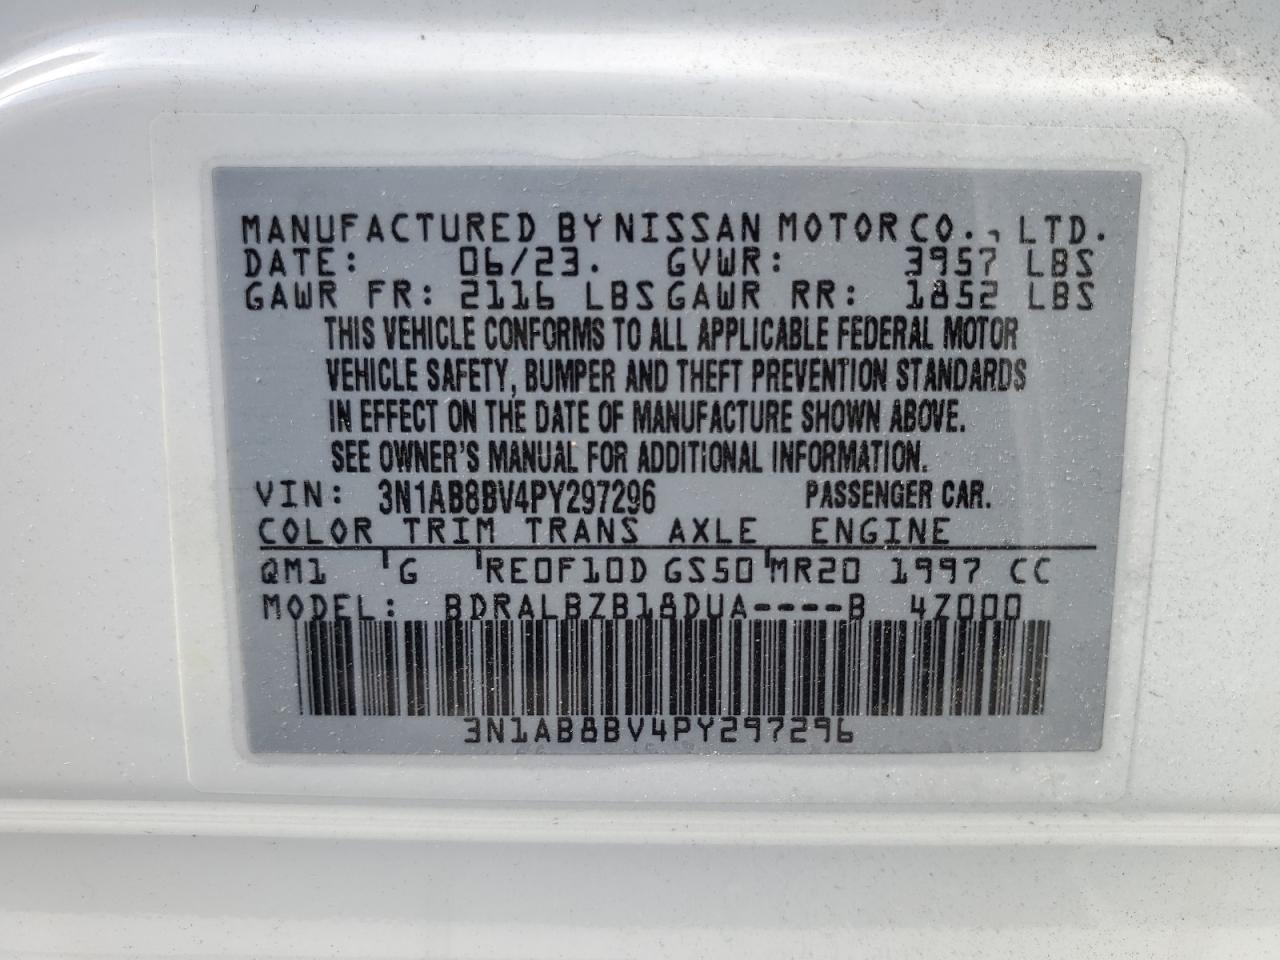 MANUFACTURED BY NISSAN MOTOR CO., LTD.
DATE: 06/23. GVWR: 3957 LBS
GAWR FR: 2116 LBS GAWR RR: 1852 LBS
THIS VEHICLE CONFORMS TO ALL APPLICABLE FEDERAL MOTOR
VEHICLE SAFETY, BUMPER AND THEFT PREVENTION STANDARDS
IN EFFECT ON THE DATE OF MANUFACTURE SHOWN ABOVE.
SEE OWNER'S MANUAL FOR ADDITIONAL INFORMATION.
VIN: 3N1AB8BV4PY297296 PASSENGER CAR.
COLOR TRIM TRANS AXLE ENGINE
QM1 G RE0F10D GS50 MR20 1997 CC
MODEL: BDRALBZB18DUA----B 4Z000
3N1AB8BV4PY297296